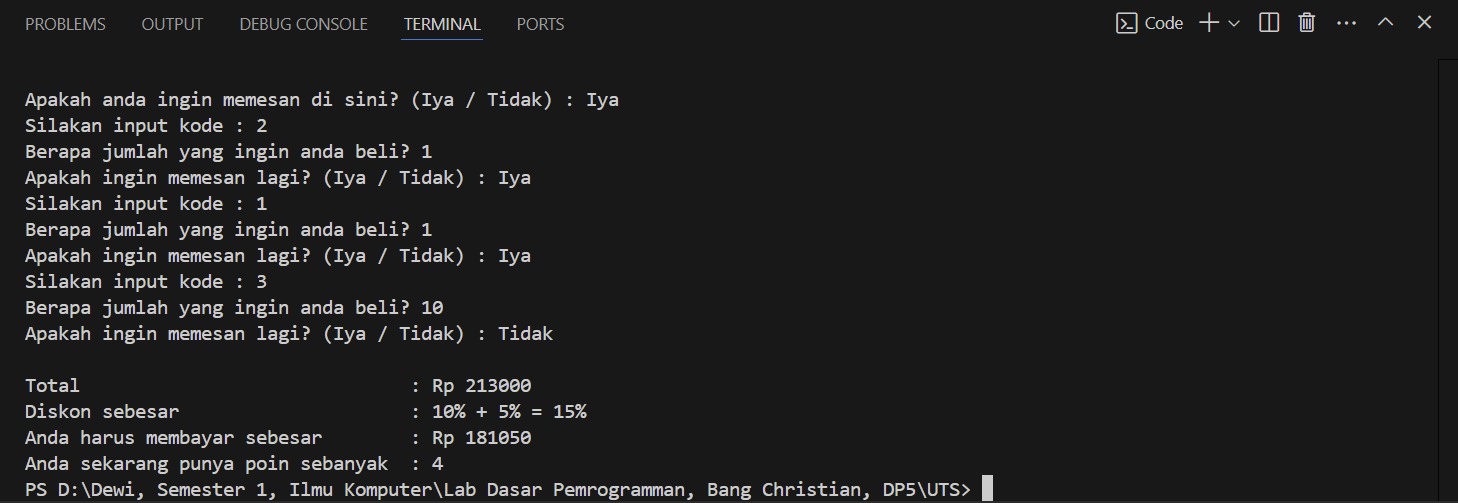 PROBLEMS OUTPUT DEBUG CONSOLE TERMINAL PORTS Code
Apakah anda ingin memesan di sini? (Iya / Tidak) : Iya
Silakan input kode : 2
Berapa jumlah yang ingin anda beli? 1
Apakah ingin memesan lagi? (Iya / Tidak) : Iya
Silakan input kode : 1
Berapa jumlah yang ingin anda beli? 1
Apakah ingin memesan lagi? (Iya / Tidak) : Iya
Silakan input kode : 3
Berapa jumlah yang ingin anda beli? 10
Apakah ingin memesan lagi? (Iya / Tidak) : Tidak
Total : Rp 213000
Diskon sebesar : 10% + 5% = 15%
Anda harus membayar sebesar : Rp 181050
Anda sekarang punya poin sebanyak : 4
PS D:\Dewi, Semester 1, Ilmu Komputer\Lab Dasar Pemrogramman, Bang Christian, DP5\UTS>